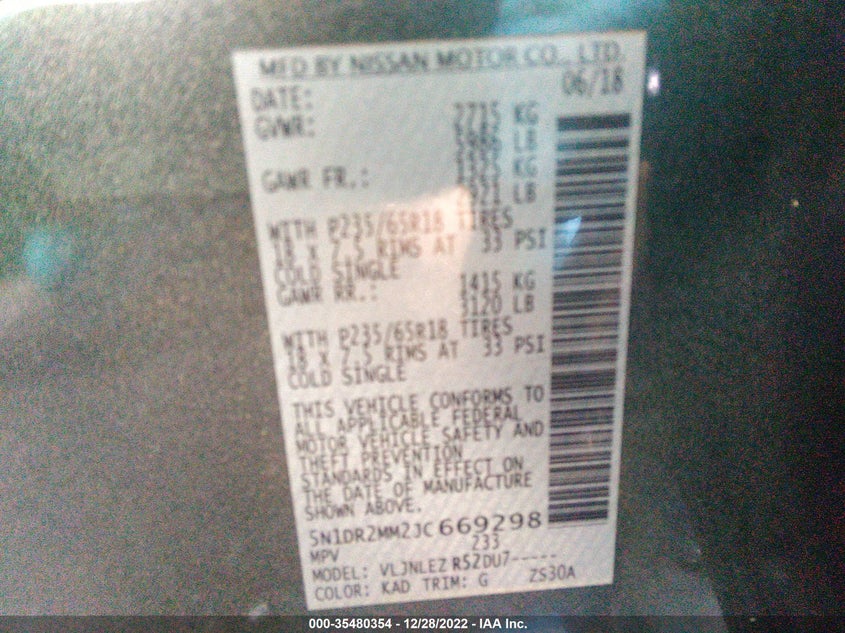 MFD BY NISSAN MOTOR CO., LTD.
DATE: 06/18
GVWR: 2715 KG
5986 LB
GAWR FR.: 1325 KG
2921 LB
WITH P235/65R18 TIRES
18 X 7.5 RIMS AT 33 PSI
COLD SINGLE
GAWR RR.: 1415 KG
3120 LB
WITH P235/65R18 TIRES
18 X 7.5 RIMS AT 33 PSI
COLD SINGLE
THIS VEHICLE CONFORMS TO
ALL APPLICABLE FEDERAL
MOTOR VEHICLE SAFETY AND
THEFT PREVENTION
STANDARDS IN EFFECT ON
THE DATE OF MANUFACTURE
SHOWN ABOVE.
5N1DR2MM2JC669298
MPV 233
MODEL: VLJNLEZ R52DU7-----
COLOR: KAD TRIM: G ZS30A
000-35480354 - 12/28/2022 - IAA Inc.